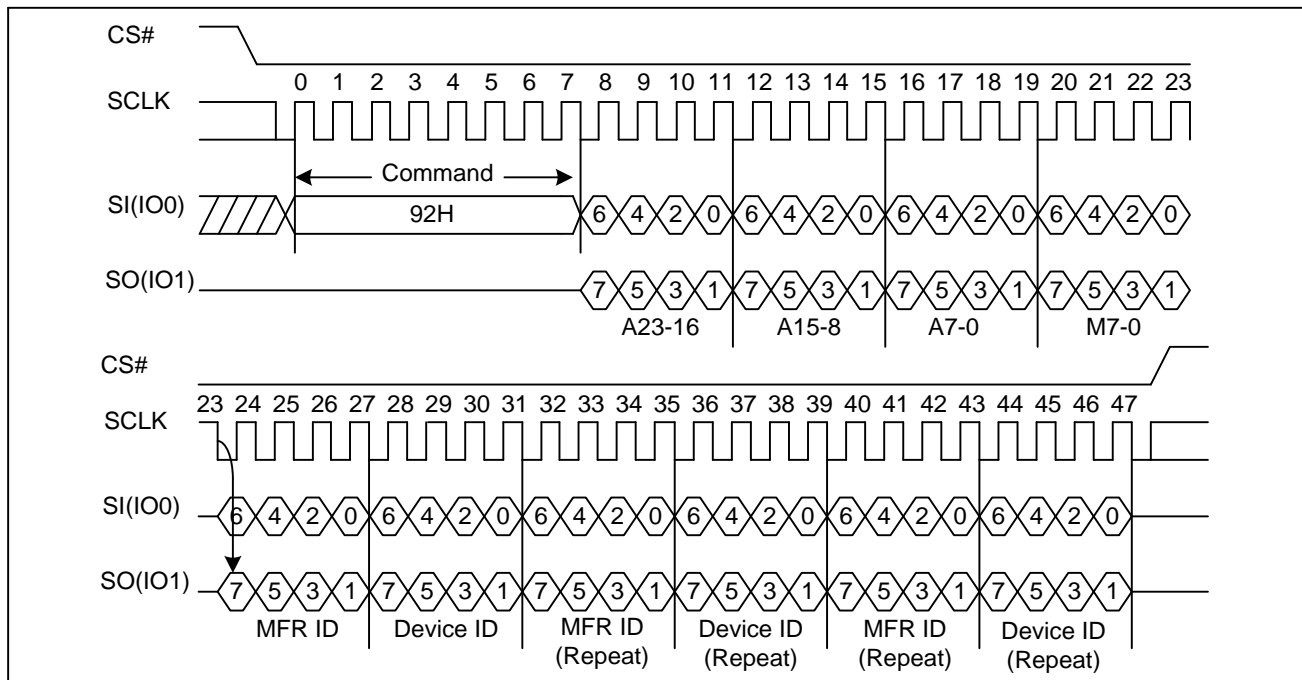 CS#
0 1 2 3 4 5 6 7 8 9 10 11 12 13 14 15 16 17 18 19 20 21 22 23
SCLK
Command
SI(IO0) 92H 6 4 2 0 6 4 2 0 6 4 2 0 6 4 2 0
SO(IO1) 7 5 3 1 7 5 3 1 7 5 3 1 7 5 3 1
A23-16 A15-8 A7-0 M7-0
CS#
23 24 25 26 27 28 29 30 31 32 33 34 35 36 37 38 39 40 41 42 43 44 45 46 47
SCLK
SI(IO0) 6 4 2 0 6 4 2 0 6 4 2 0 6 4 2 0 6 4 2 0 6 4 2 0
SO(IO1) 7 5 3 1 7 5 3 1 7 5 3 1 7 5 3 1 7 5 3 1 7 5 3 1
MFR ID Device ID MFR ID Device ID MFR ID Device ID
(Repeat) (Repeat) (Repeat) (Repeat)